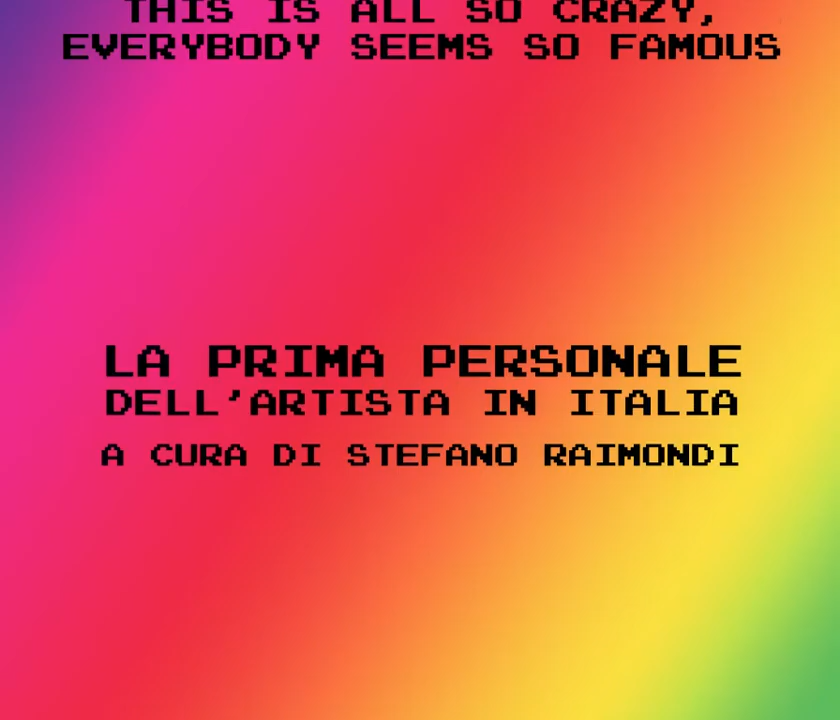 THIS IS ALL SO CRAZY,
EVERYBODY SEEMS SO FAMOUS
LA PRIMA PERSONALE
DELL'ARTISTA IN ITALIA
A CURA DI STEFANO RAIMONDI